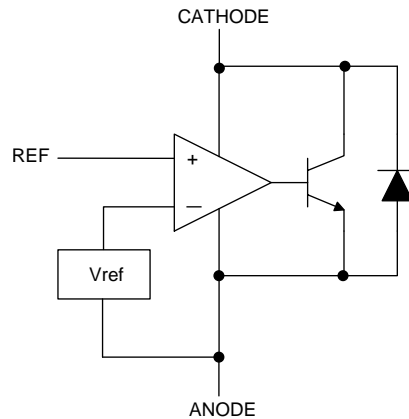 CATHODE
REF
+
−
Vref
ANODE